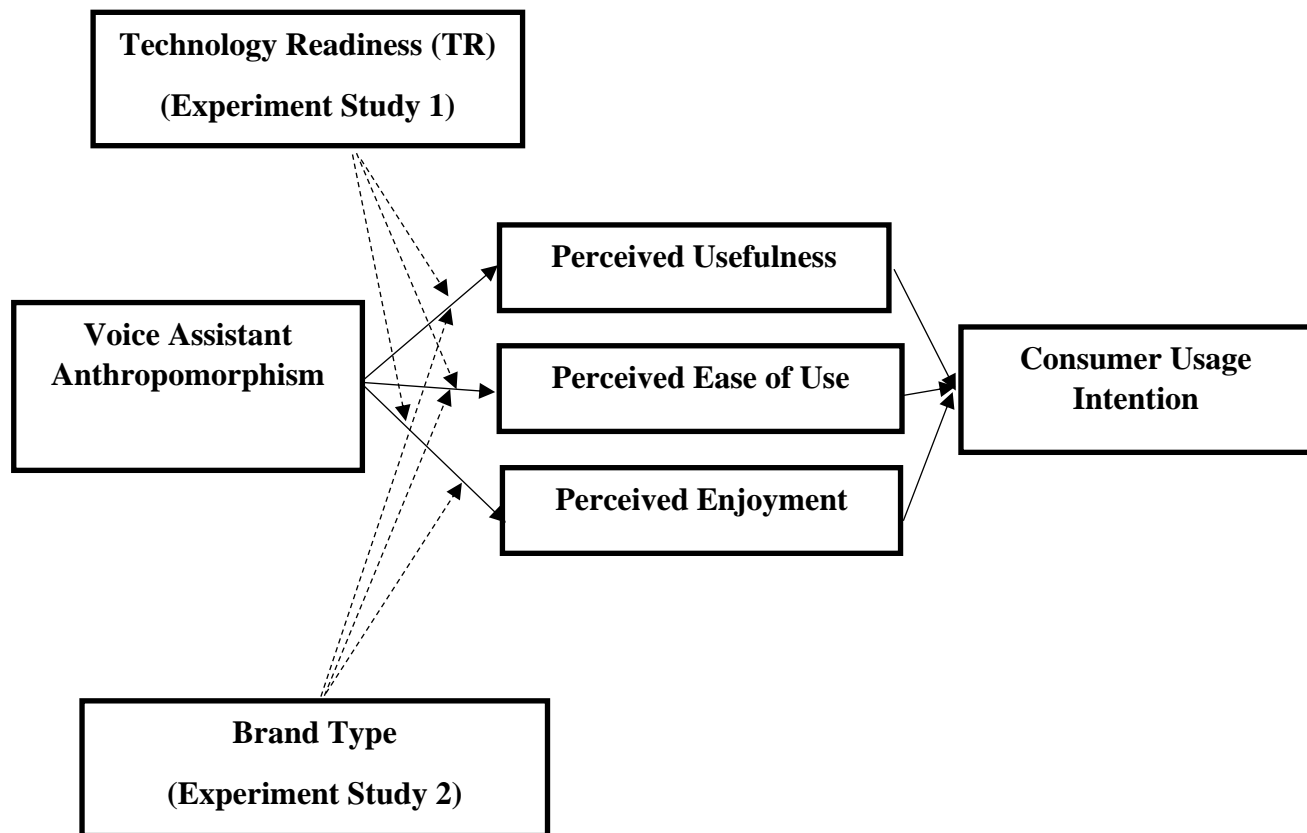 Technology Readiness (TR)
(Experiment Study 1)
Perceived Usefulness
Voice Assistant
Anthropomorphism
Perceived Ease of Use
Consumer Usage
Intention
Perceived Enjoyment
Brand Type
(Experiment Study 2)